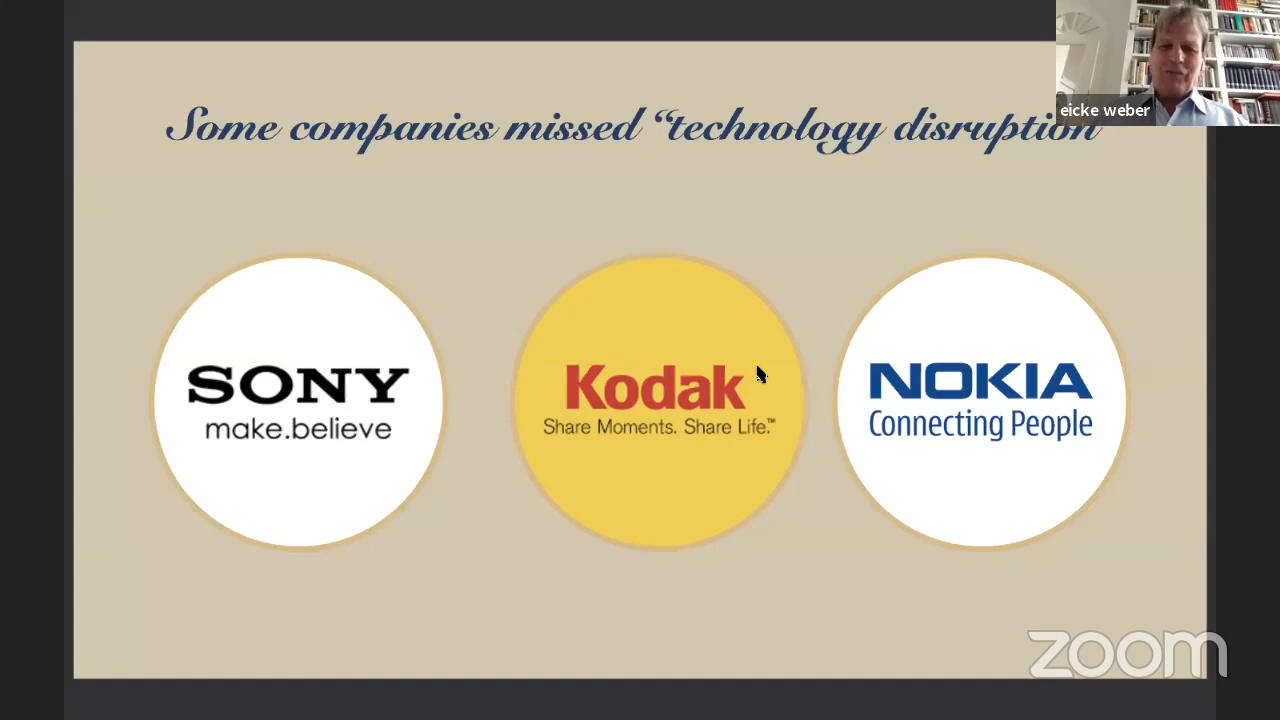 Some companies missed “technology disruption
eicke weber
SONY
make.believe
Kodak
Share Moments. Share Life.™
NOKIA
Connecting People
zoom